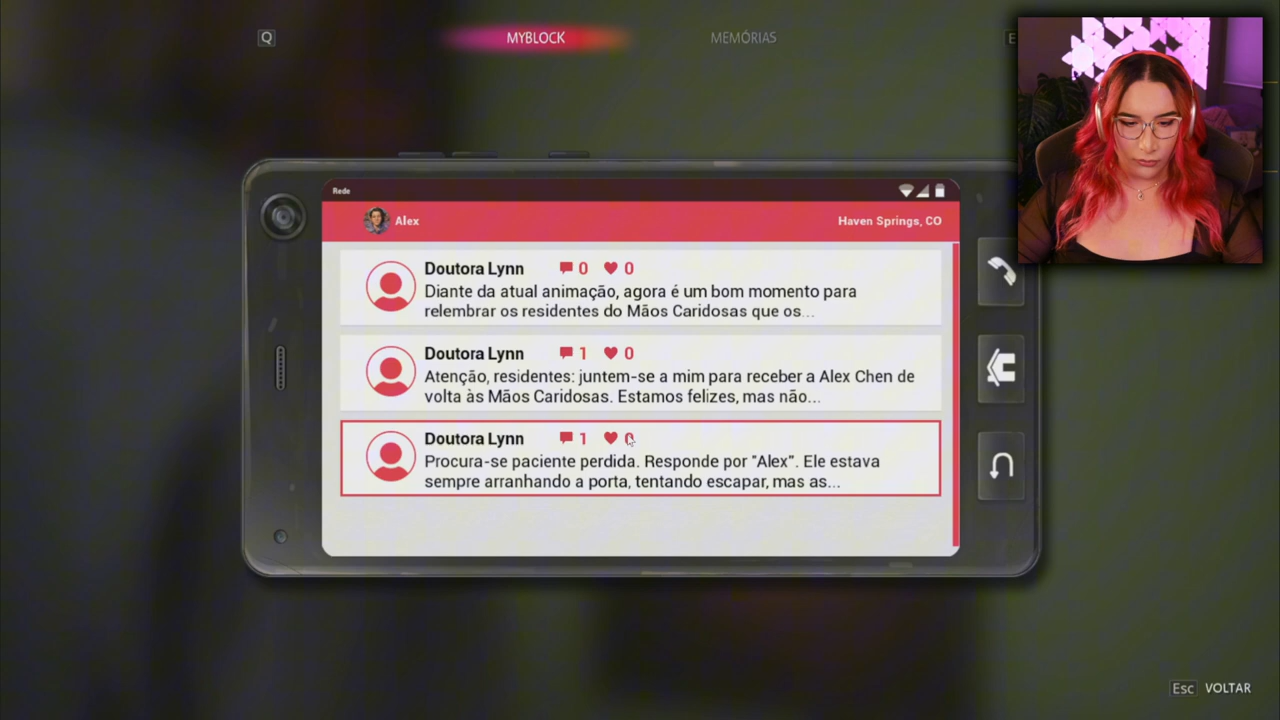 Q
MYBLOCK
MEMÓRIAS
E
Rede
Alex
Haven Springs, CO
Doutora Lynn 0 0
Diante da atual animação, agora é um bom momento para
relembrar os residentes do Mãos Caridosas que os...
Doutora Lynn 1 0
Atenção, residentes: juntem-se a mim para receber a Alex Chen de
volta às Mãos Caridosas. Estamos felizes, mas não...
Doutora Lynn 1 0
Procura-se paciente perdida. Responde por "Alex". Ele estava
sempre arranhando a porta, tentando escapar, mas as...
Esc VOLTAR